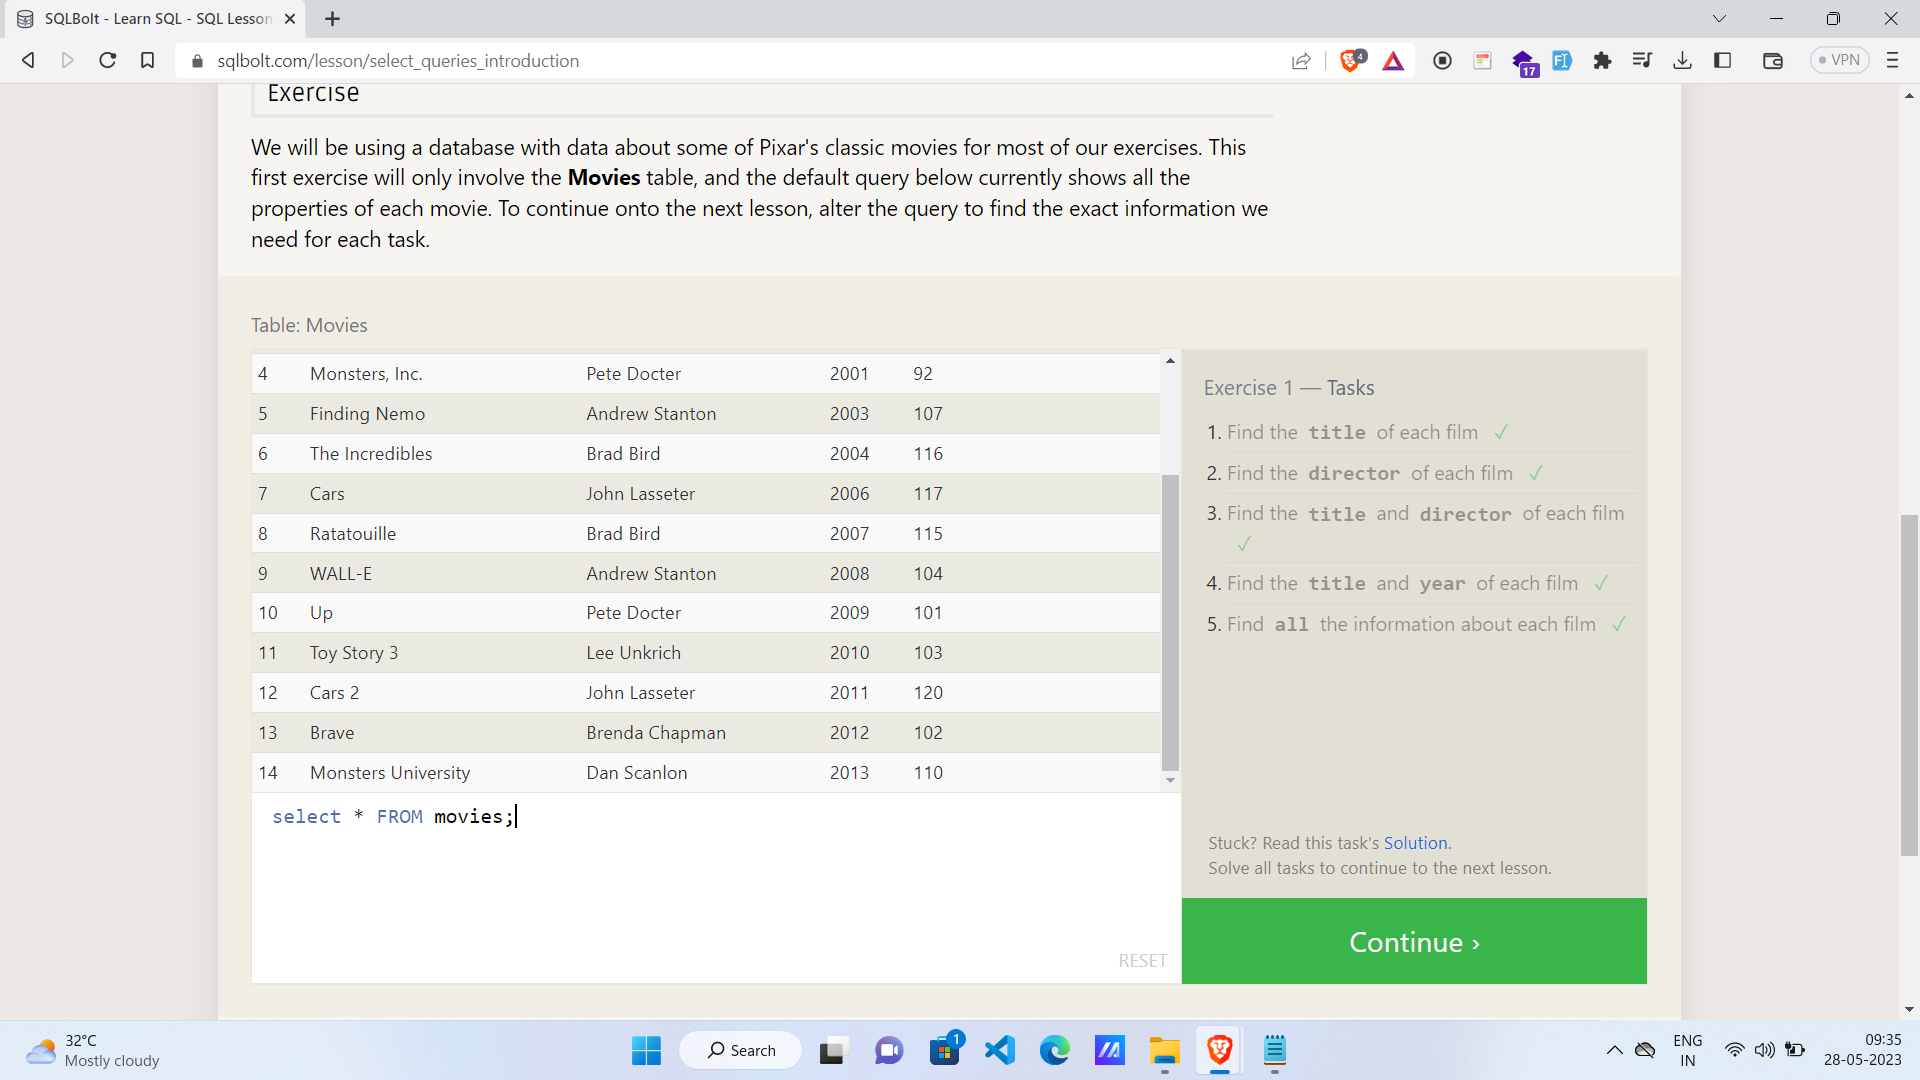 SQLBolt - Learn SQL - SQL Lesson
sqlbolt.com/lesson/select_queries_introduction
4
17
VPN
Exercise
We will be using a database with data about some of Pixar's classic movies for most of our exercises. This
first exercise will only involve the Movies table, and the default query below currently shows all the
properties of each movie. To continue onto the next lesson, alter the query to find the exact information we
need for each task.
Table: Movies
4 Monsters, Inc. Pete Docter 2001 92
5 Finding Nemo Andrew Stanton 2003 107
6 The Incredibles Brad Bird 2004 116
7 Cars John Lasseter 2006 117
8 Ratatouille Brad Bird 2007 115
9 WALL-E Andrew Stanton 2008 104
10 Up Pete Docter 2009 101
11 Toy Story 3 Lee Unkrich 2010 103
12 Cars 2 John Lasseter 2011 120
13 Brave Brenda Chapman 2012 102
14 Monsters University Dan Scanlon 2013 110
select * FROM movies;
RESET
Exercise 1 — Tasks
1. Find the title of each film ✓
2. Find the director of each film ✓
3. Find the title and director of each film
✓
4. Find the title and year of each film ✓
5. Find all the information about each film ✓
Stuck? Read this task's Solution.
Solve all tasks to continue to the next lesson.
Continue ›
32°C
Mostly cloudy
Search
1
ENG
IN
09:35
28-05-2023